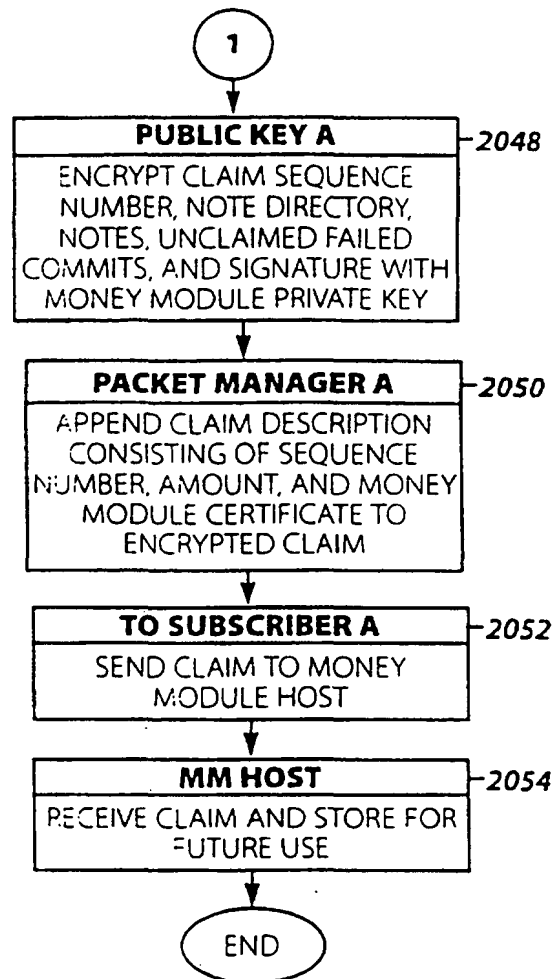 1
PUBLIC KEY A
2048
ENCRYPT CLAIM SEQUENCE
NUMBER, NOTE DIRECTORY,
NOTES, UNCLAIMED FAILED
COMMITS, AND SIGNATURE WITH
MONEY MODULE PRIVATE KEY
PACKET MANAGER A
2050
APPEND CLAIM DESCRIPTION
CONSISTING OF SEQUENCE
NUMBER, AMOUNT, AND MONEY
MODULE CERTIFICATE TO
ENCRYPTED CLAIM
TO SUBSCRIBER A
2052
SEND CLAIM TO MONEY
MODULE HOST
MM HOST
2054
RECEIVE CLAIM AND STORE FOR
FUTURE USE
END